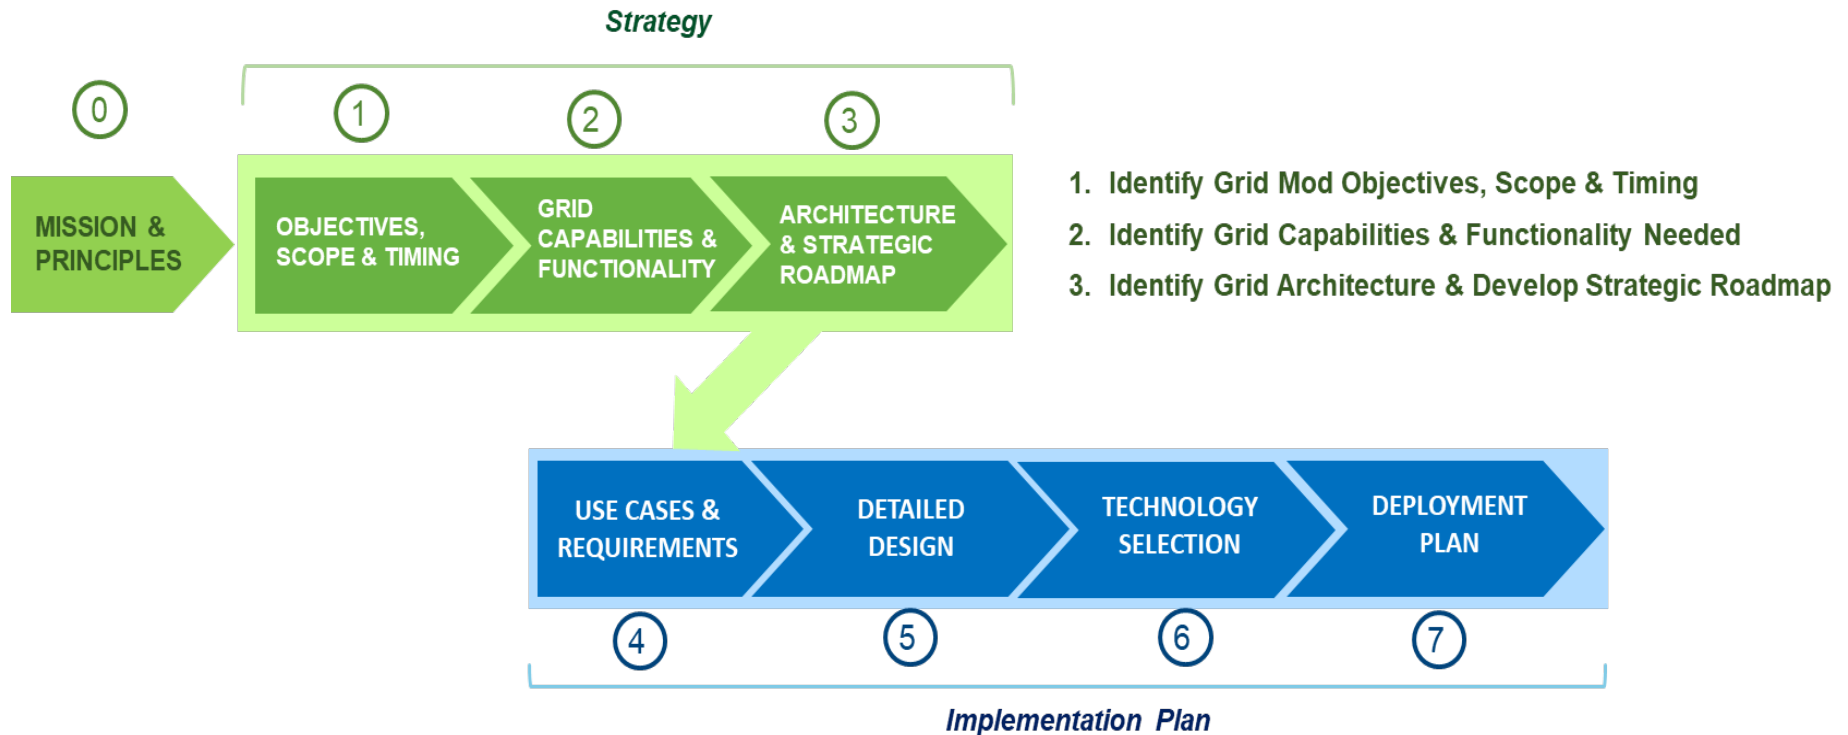 Strategy
0
1
2
3
MISSION &
PRINCIPLES
OBJECTIVES,
SCOPE & TIMING
GRID
CAPABILITIES &
FUNCTIONALITY
ARCHITECTURE
& STRATEGIC
ROADMAP
1. Identify Grid Mod Objectives, Scope & Timing
2. Identify Grid Capabilities & Functionality Needed
3. Identify Grid Architecture & Develop Strategic Roadmap
USE CASES &
REQUIREMENTS
DETAILED
DESIGN
TECHNOLOGY
SELECTION
DEPLOYMENT
PLAN
4
5
6
7
Implementation Plan